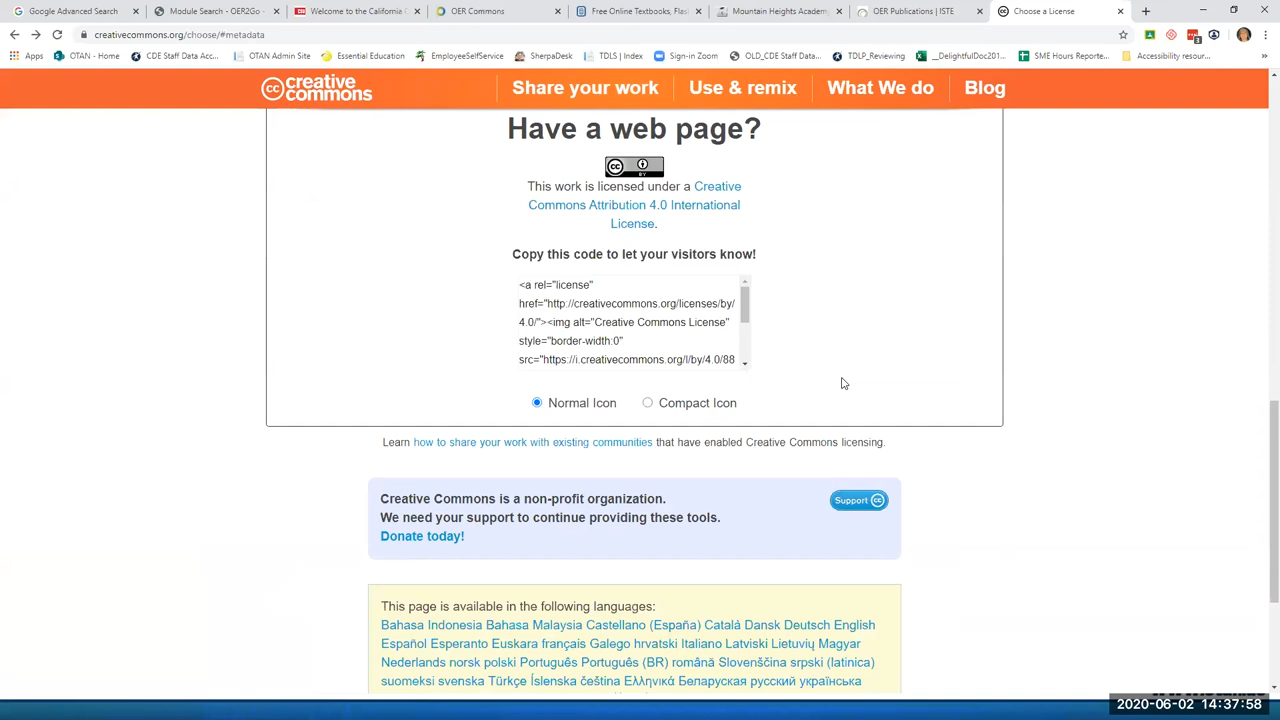 Google Advanced Search
Module Search - OER2Go
Welcome to the California
OER Commons
Free Online Textbooks, Flas
Mountain Heights Academy
OER Publications | ISTE
Choose a License
creativecommons.org/choose/#metadata
Apps
OTAN - Home
CDE Staff Data Acc...
OTAN Admin Site
Essential Education
EmployeeSelfService
SherpaDesk
TDLS | Index
Sign-in Zoom
OLD_CDE Staff Data...
TDLP_Reviewing
_DelightfulDoc201...
SME Hours Reporte...
Accessibility resour...
creative commons
Share your work
Use & remix
What We do
Blog
Have a web page?
cc BY
This work is licensed under a Creative
Commons Attribution 4.0 International
License.
Copy this code to let your visitors know!
<a rel="license"
href="http://creativecommons.org/licenses/by/
4.0/"><img alt="Creative Commons License"
style="border-width:0"
src="https://i.creativecommons.org/l/by/4.0/88
Normal Icon
Compact Icon
Learn how to share your work with existing communities that have enabled Creative Commons licensing.
Creative Commons is a non-profit organization.
Support cc
We need your support to continue providing these tools.
Donate today!
This page is available in the following languages:
Bahasa Indonesia Bahasa Malaysia Castellano (España) Català Dansk Deutsch English
Español Esperanto Euskara français Galego hrvatski Italiano Latviski Lietuvių Magyar
Nederlands norsk polski Português Português (BR) română Slovenščina srpski (latinica)
suomeksi svenska Türkçe Íslenska čeština Ελληνικά Беларуская русский українська
2020-06-02 14:37:58